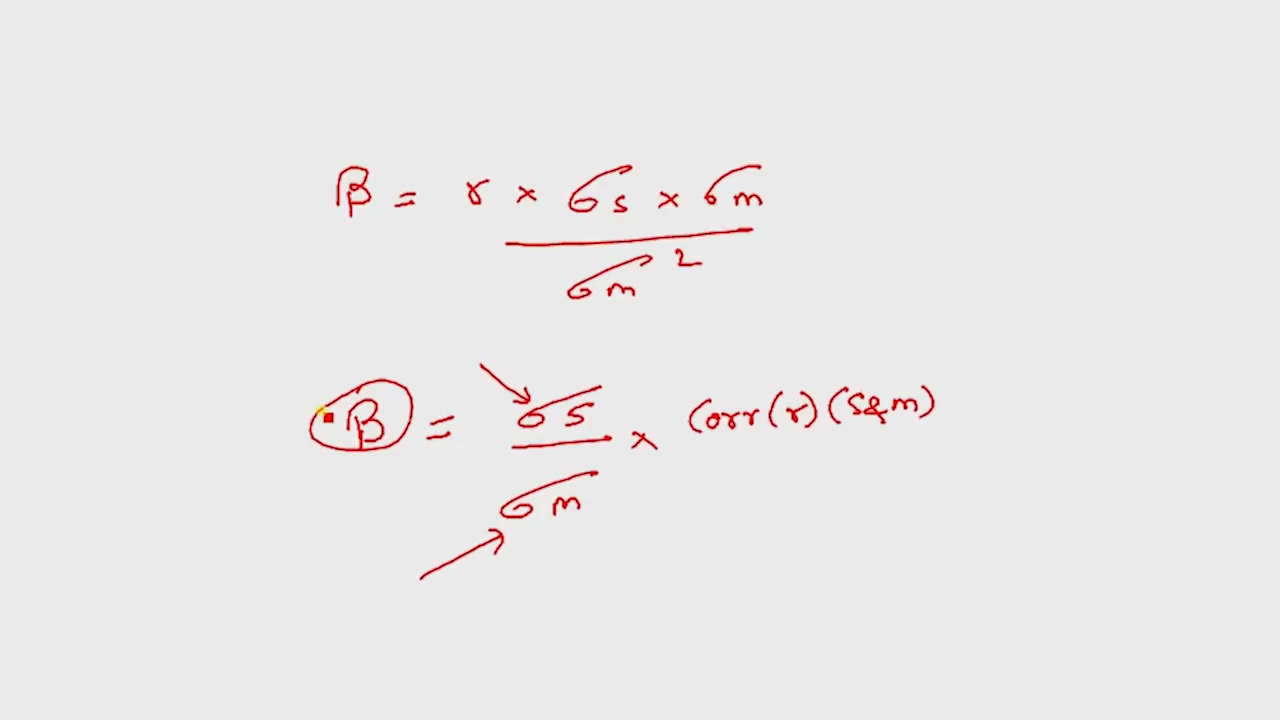 β = r × σs × σm
σm²
β = σs × Corr(r)(S&m)
σm